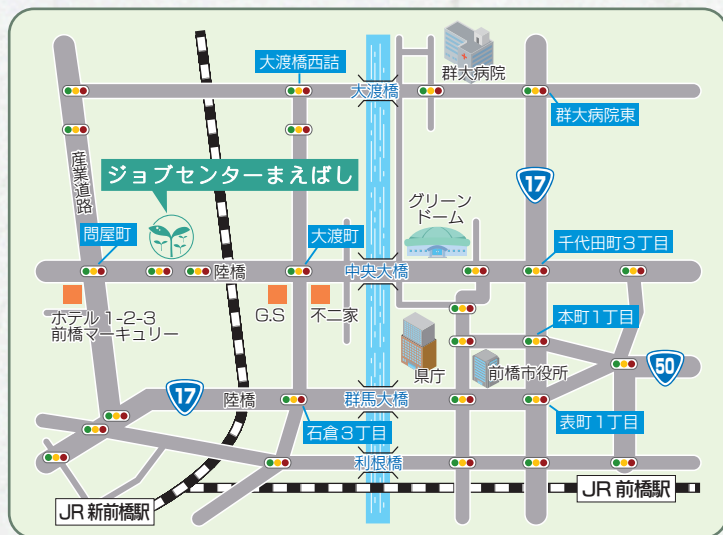 大渡橋西詰
群大病院
大渡橋
群大病院東
産業道路
ジョブセンターまえばし
17
グリーン
ドーム
問屋町
大渡町
千代田町3丁目
陸橋
中央大橋
ホテル 1-2-3
前橋マーキュリー
G.S
不二家
本町1丁目
県庁
前橋市役所
50
17
陸橋
群馬大橋
表町1丁目
石倉3丁目
利根橋
JR 新前橋駅
JR 前橋駅